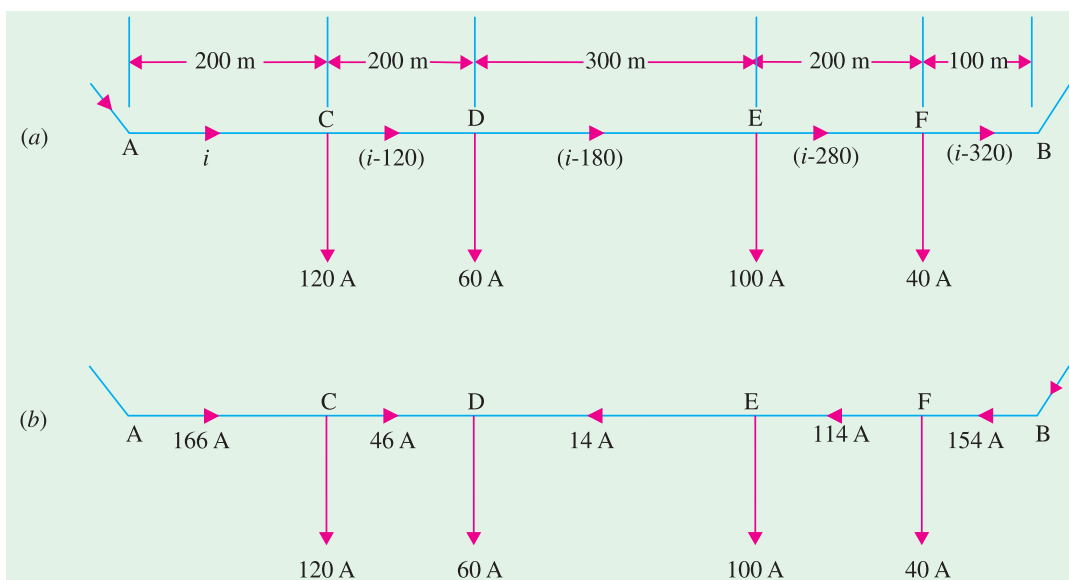 200 m 200 m 300 m 200 m 100 m
(a) A C D E F B
i (i-120) (i-180) (i-280) (i-320)
120 A 60 A 100 A 40 A
(b) A C D E F B
166 A 46 A 14 A 114 A 154 A
120 A 60 A 100 A 40 A